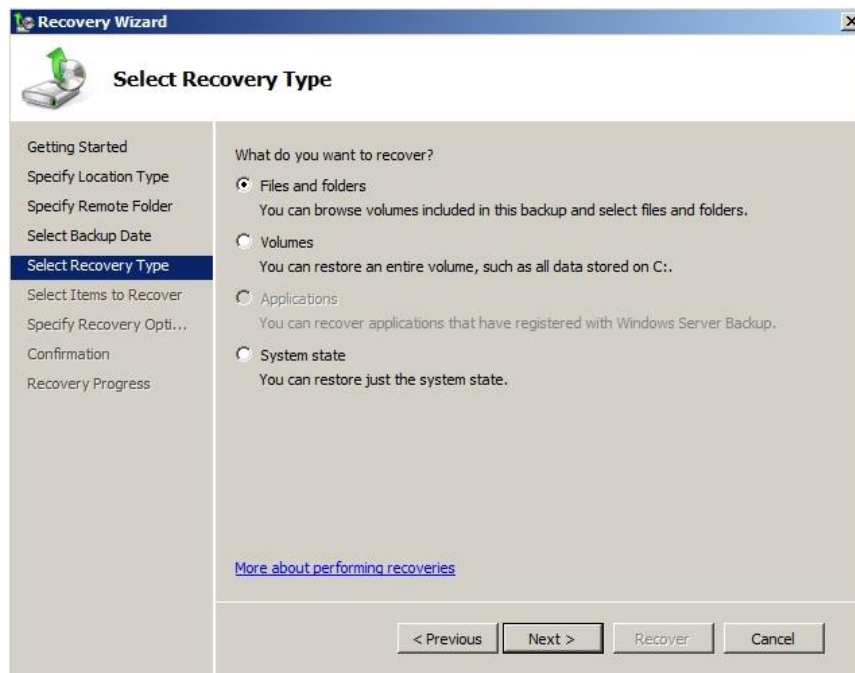 Recovery Wizard
Select Recovery Type
Getting Started
Specify Location Type
Specify Remote Folder
Select Backup Date
Select Recovery Type
Select Items to Recover
Specify Recovery Opti...
Confirmation
Recovery Progress
What do you want to recover?
Files and folders
You can browse volumes included in this backup and select files and folders.
Volumes
You can restore an entire volume, such as all data stored on C:.
Applications
You can recover applications that have registered with Windows Server Backup.
System state
You can restore just the system state.
More about performing recoveries
< Previous
Next >
Recover
Cancel